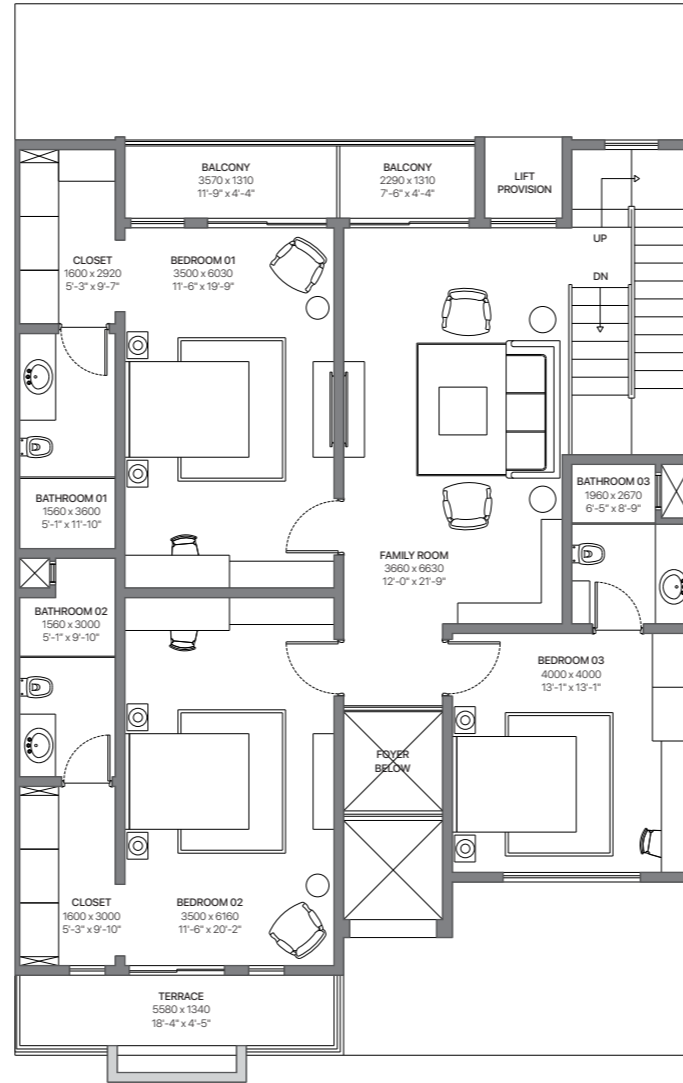 BALCONY
3570 x 1310
11'-9" x 4'-4"
BALCONY
2290 x 1310
7'-6" x 4'-4"
LIFT
PROVISION
UP
DN
CLOSET
1600 x 2920
5'-3" x 9'-7"
BEDROOM 01
3500 x 6030
11'-6" x 19'-9"
BATHROOM 01
1560 x 3600
5'-1" x 11'-10"
BATHROOM 03
1960 x 2670
6'-5" x 8'-9"
FAMILY ROOM
3660 x 6630
12'-0" x 21'-9"
BATHROOM 02
1560 x 3000
5'-1" x 9'-10"
BEDROOM 03
4000 x 4000
13'-1" x 13'-1"
FOYER
BELOW
CLOSET
1600 x 3000
5'-3" x 9'-10"
BEDROOM 02
3500 x 6160
11'-6" x 20'-2"
TERRACE
5580 x 1340
18'-4" x 4'-5"